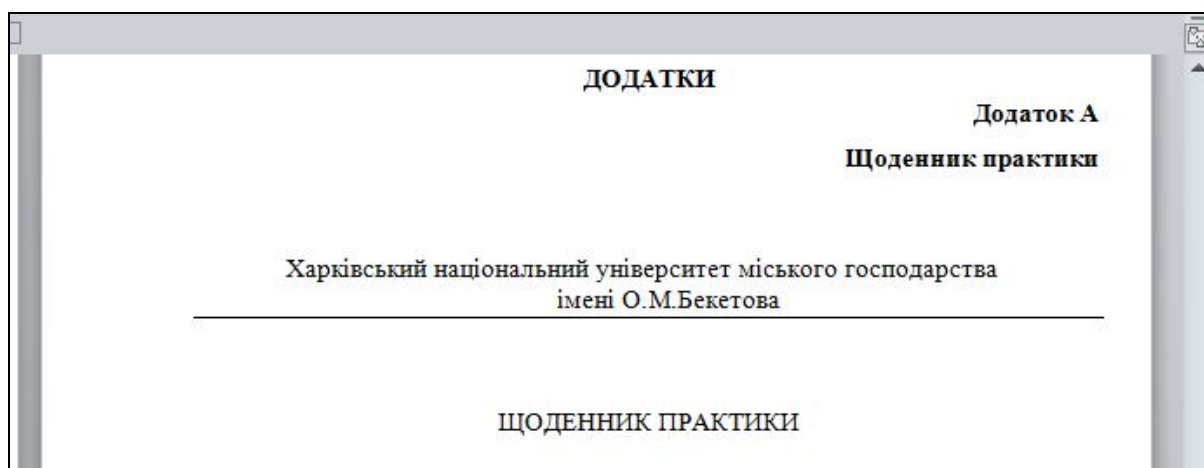 ДОДАТКИ
Додаток А
Щоденник практики
Харківський національний університет міського господарства
імені О.М.Бекетова
ЩОДЕННИК ПРАКТИКИ